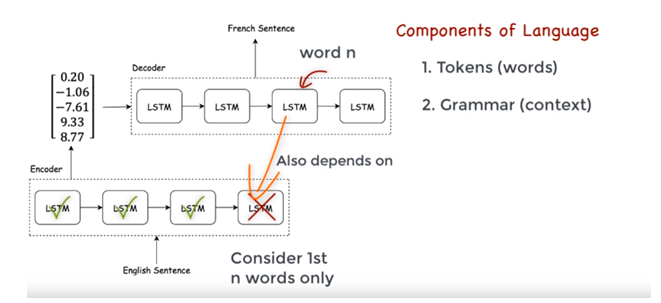 French Sentence
Components of Language
word n
Decoder
1. Tokens (words)
0.20
-1.06
-7.61
9.33
8.77
LSTM
LSTM
LSTM
LSTM
2. Grammar (context)
Also depends on
Encoder
LSTM
LSTM
LSTM
LSTM
English Sentence
Consider 1st
n words only